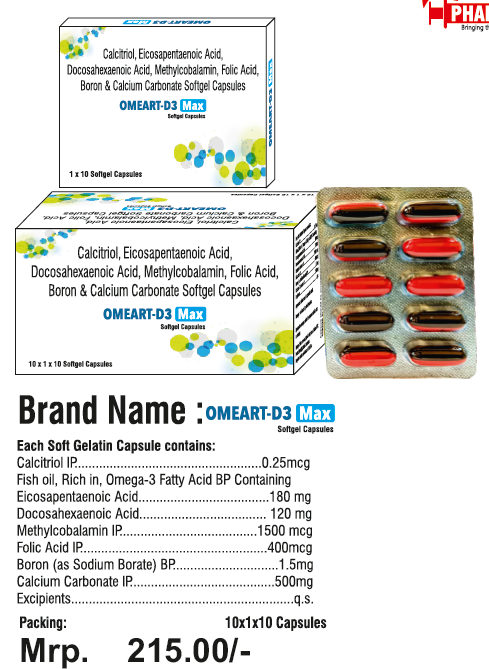 PHAR
Bringing th
Calcitriol, Eicosapentaenoic Acid,
Docosahexaenoic Acid, Methylcobalamin, Folic Acid,
Boron & Calcium Carbonate Softgel Capsules
OMEART-D3 Max
Softgel Capsules
1 x 10 Softgel Capsules
OMEART-D3 Max
Calcitriol, Eicosapentaenoic Acid,
Docosahexaenoic Acid, Methylcobalamin, Folic Acid,
Boron & Calcium Carbonate Softgel Capsules
OMEART-D3 Max
Softgel Capsules
10 x 1 x 10 Softgel Capsules
Brand Name : OMEART-D3 Max
Softgel Capsules
Each Soft Gelatin Capsule contains:
Calcitriol IP..............................................0.25mcg
Fish oil, Rich in, Omega-3 Fatty Acid BP Containing
Eicosapentaenoic Acid.................................180 mg
Docosahexaenoic Acid................................ 120 mg
Methylcobalamin IP..................................1500 mcg
Folic Acid IP..............................................400mcg
Boron (as Sodium Borate) BP..........................1.5mg
Calcium Carbonate IP....................................500mg
Excipients........................................................q.s.
Packing: 10x1x10 Capsules
Mrp. 215.00/-